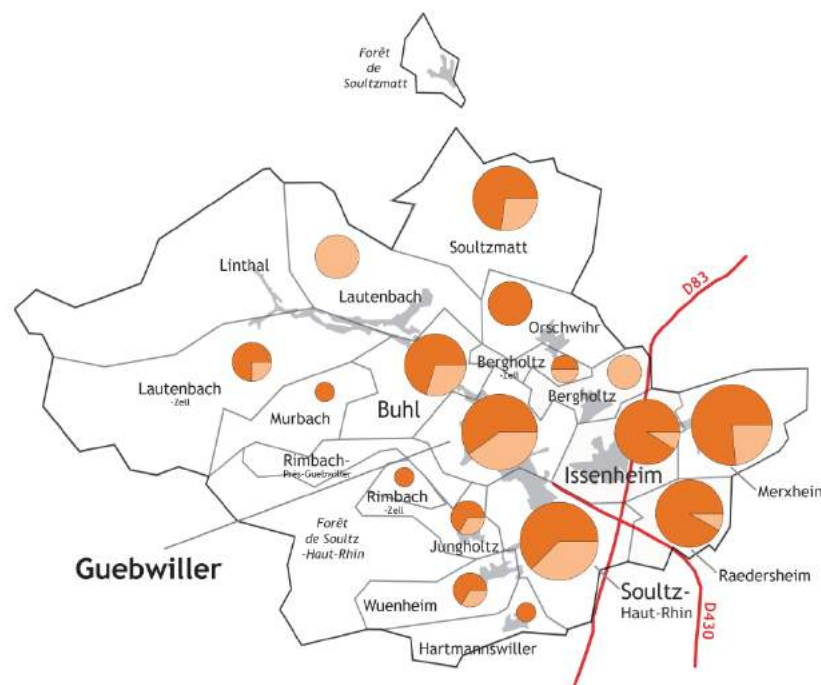 Forêt
de
Soultzmatt
Soultzmatt
Linthal
Lautenbach
D83
Orschwihr
Bergholtz
-Zell
Bergholtz
Lautenbach
-Zell
Murbach
Buhl
Issenheim
Merxheim
Rimbach-
Près-Guebwiller
Rimbach
-Zell
Forêt
de Soultz
-Haut-Rhin
Jungholtz
Raedersheim
Guebwiller
Soultz-
Haut-Rhin
Wuenheim
D430
Hartmannswiller